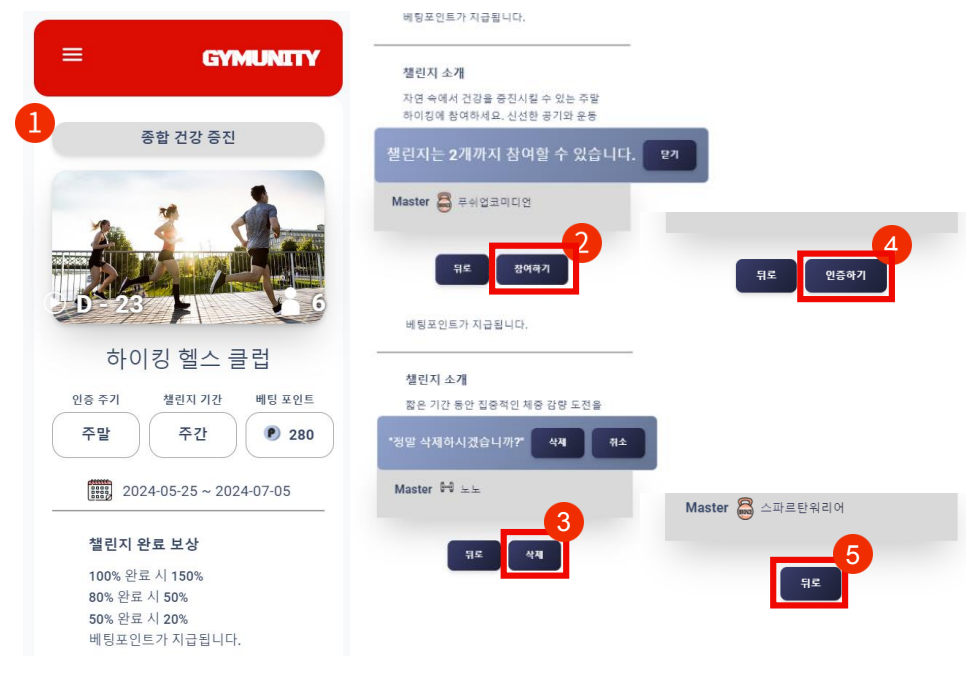 GYMUNITY
1
종합 건강 증진
D - 23
6
하이킹 헬스 클럽
인증 주기
챌린지 기간
베팅 포인트
주말
주간
P 280
2024-05-25 ~ 2024-07-05
챌린지 완료 보상
100% 완료 시 150%
80% 완료 시 50%
50% 완료 시 20%
베팅포인트가 지급됩니다.
베팅포인트가 지급됩니다.
챌린지 소개
자연 속에서 건강을 증진시킬 수 있는 주말
하이킹에 참여하세요. 신선한 공기와 운동
챌린지는 2개까지 참여할 수 있습니다.
닫기
Master 푸쉬업코미디언
2
뒤로
참여하기
베팅포인트가 지급됩니다.
챌린지 소개
짧은 기간 동안 집중적인 체중 감량 도전을
"정말 삭제하시겠습니까?"
삭제
취소
Master 노노
3
뒤로
삭제
4
뒤로
인증하기
Master 스파르탄워리어
5
뒤로